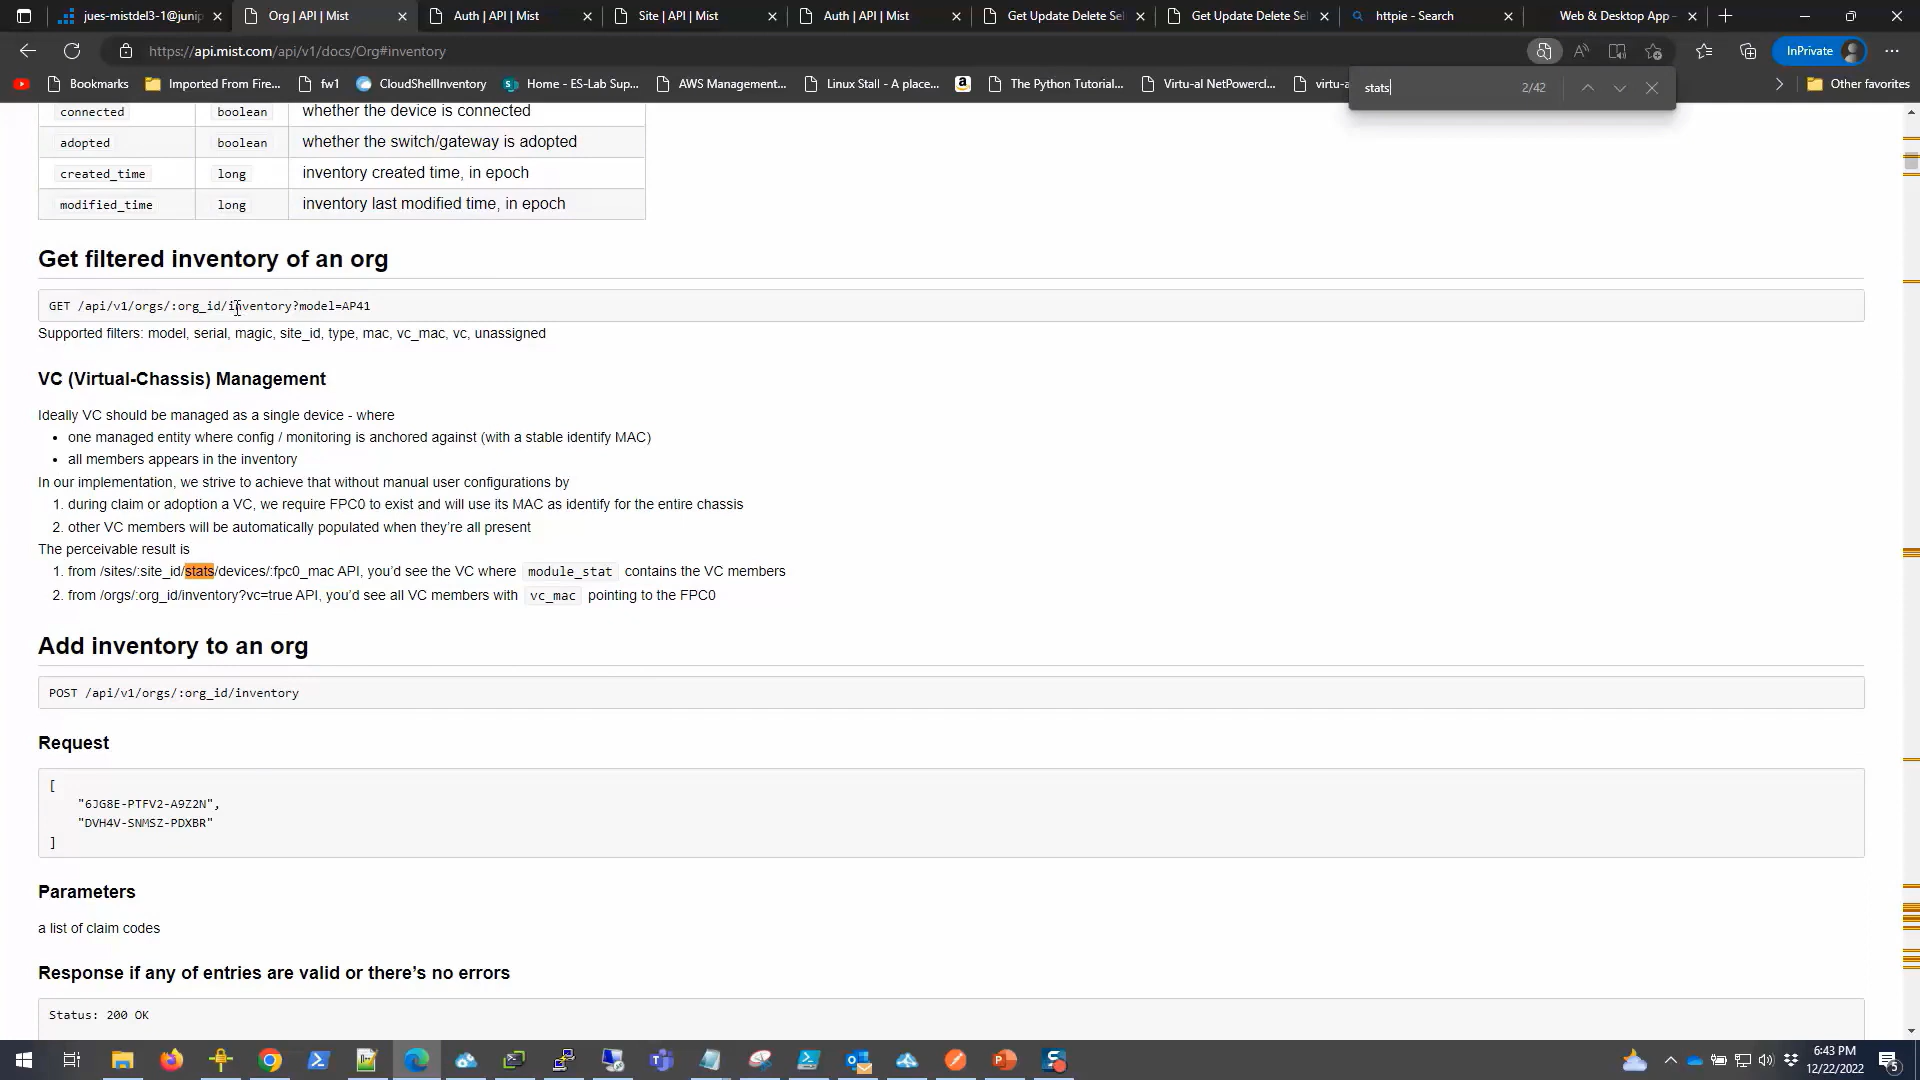 jues-mistdel3-1@junip
Org | API | Mist
Auth | API | Mist
Site | API | Mist
Auth | API | Mist
Get Update Delete Sel
Get Update Delete Sel
httpie - Search
Web & Desktop App -
https://api.mist.com/api/v1/docs/Org#inventory
InPrivate
Bookmarks
Imported From Fire...
fw1
CloudShellInventory
Home - ES-Lab Sup...
AWS Management...
Linux Stall - A place...
The Python Tutorial...
Virtu-al NetPowercl...
virtu-a
Other favorites
stats
2/42
connected boolean whether the device is connected
adopted boolean whether the switch/gateway is adopted
created_time long inventory created time, in epoch
modified_time long inventory last modified time, in epoch
Get filtered inventory of an org
GET /api/v1/orgs/:org_id/inventory?model=AP41
Supported filters: model, serial, magic, site_id, type, mac, vc_mac, vc, unassigned
VC (Virtual-Chassis) Management
Ideally VC should be managed as a single device - where
• one managed entity where config / monitoring is anchored against (with a stable identify MAC)
• all members appears in the inventory
In our implementation, we strive to achieve that without manual user configurations by
1. during claim or adoption a VC, we require FPC0 to exist and will use its MAC as identify for the entire chassis
2. other VC members will be automatically populated when they’re all present
The perceivable result is
1. from /sites/:site_id/stats/devices/:fpc0_mac API, you’d see the VC where module_stat contains the VC members
2. from /orgs/:org_id/inventory?vc=true API, you’d see all VC members with vc_mac pointing to the FPC0
Add inventory to an org
POST /api/v1/orgs/:org_id/inventory
Request
[
"6JG8E-PTFV2-A9Z2N",
"DVH4V-SNMSZ-PDXBR"
]
Parameters
a list of claim codes
Response if any of entries are valid or there’s no errors
Status: 200 OK
6:43 PM
12/22/2022
5